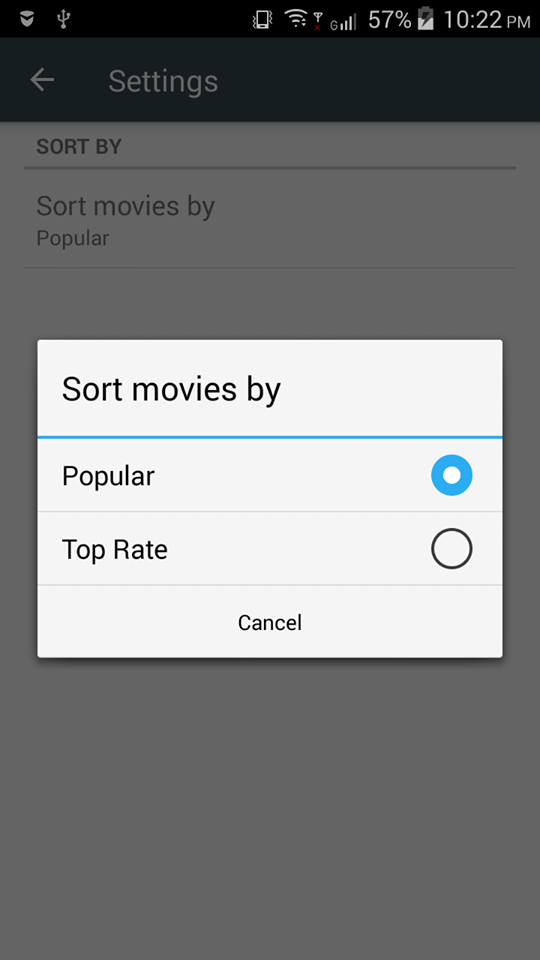 57% 10:22 PM
Settings
SORT BY
Sort movies by
Popular
Sort movies by
Popular
Top Rate
Cancel